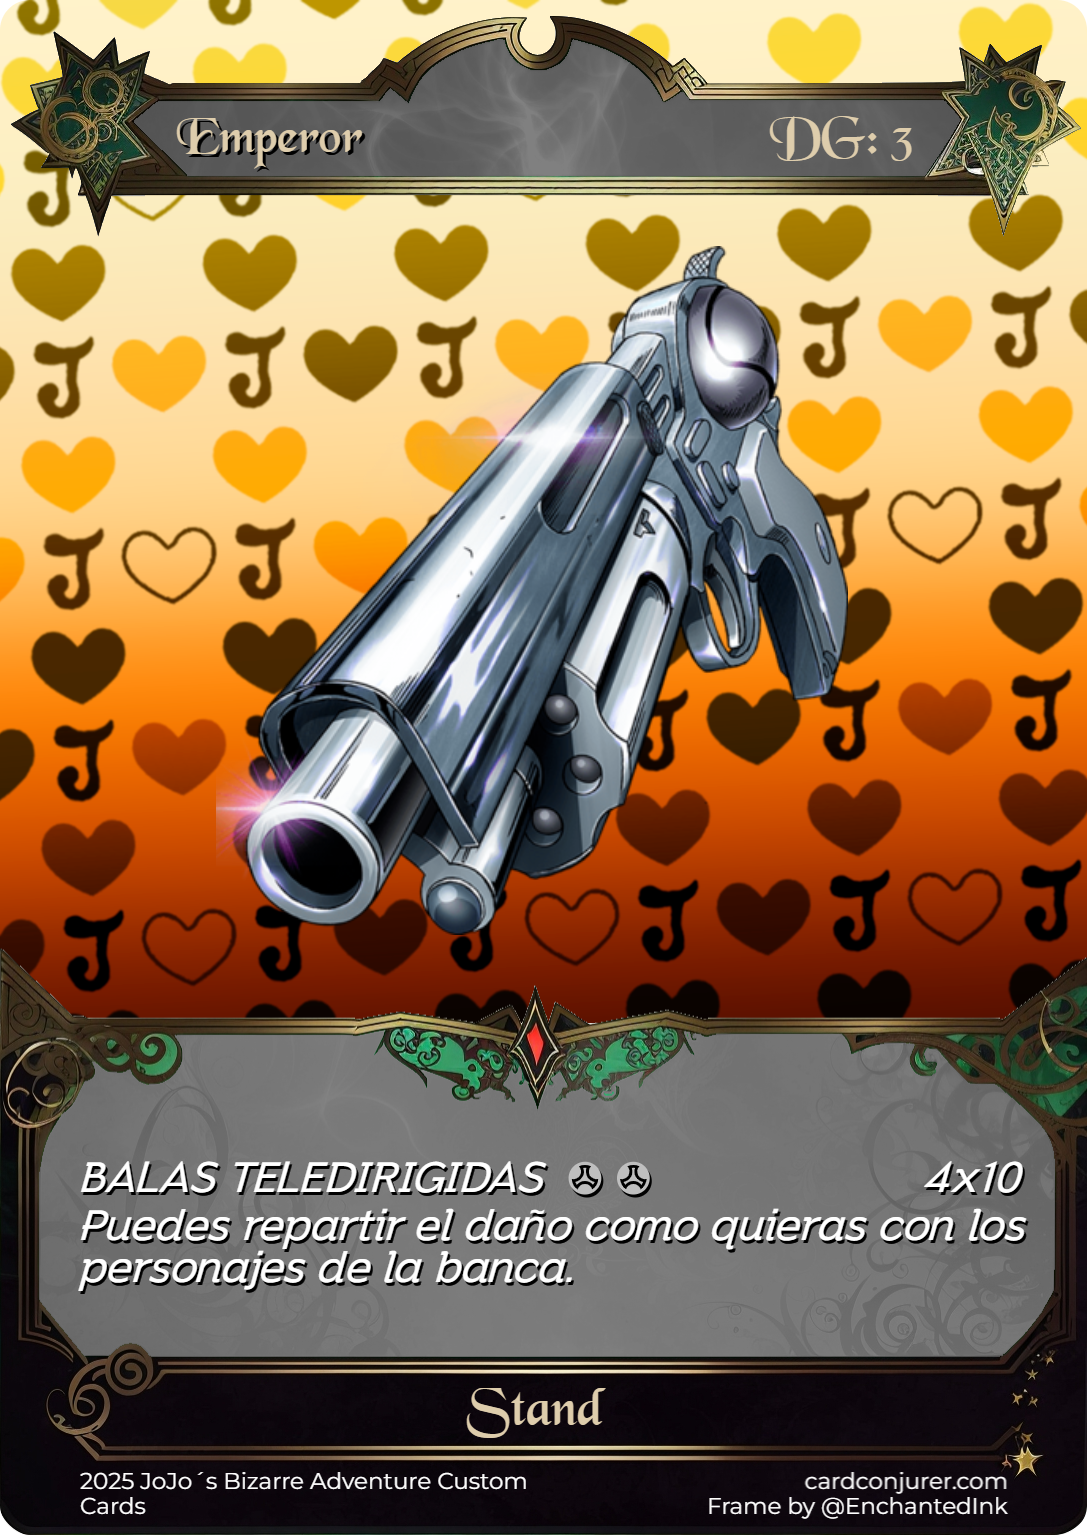 Emperor
DG: 3
BALAS TELEDIRIGIDAS 4x10
Puedes repartir el daño como quieras con los
personajes de la banca.
Stand
2025 JoJo´s Bizarre Adventure Custom
Cards
cardconjurer.com
Frame by @EnchantedInk